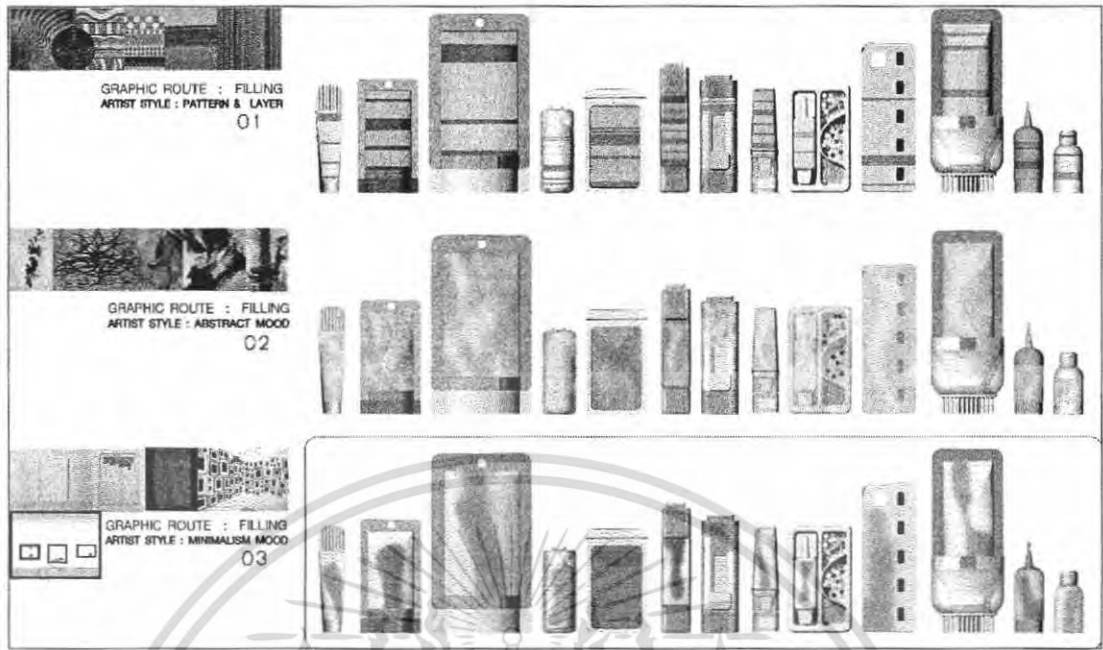 GRAPHIC ROUTE : FILLING
ARTIST STYLE : PATTERN & LAYER
01
GRAPHIC ROUTE : FILLING
ARTIST STYLE : ABSTRACT MOOD
02
GRAPHIC ROUTE : FILLING
ARTIST STYLE : MINIMALISM MOOD
03